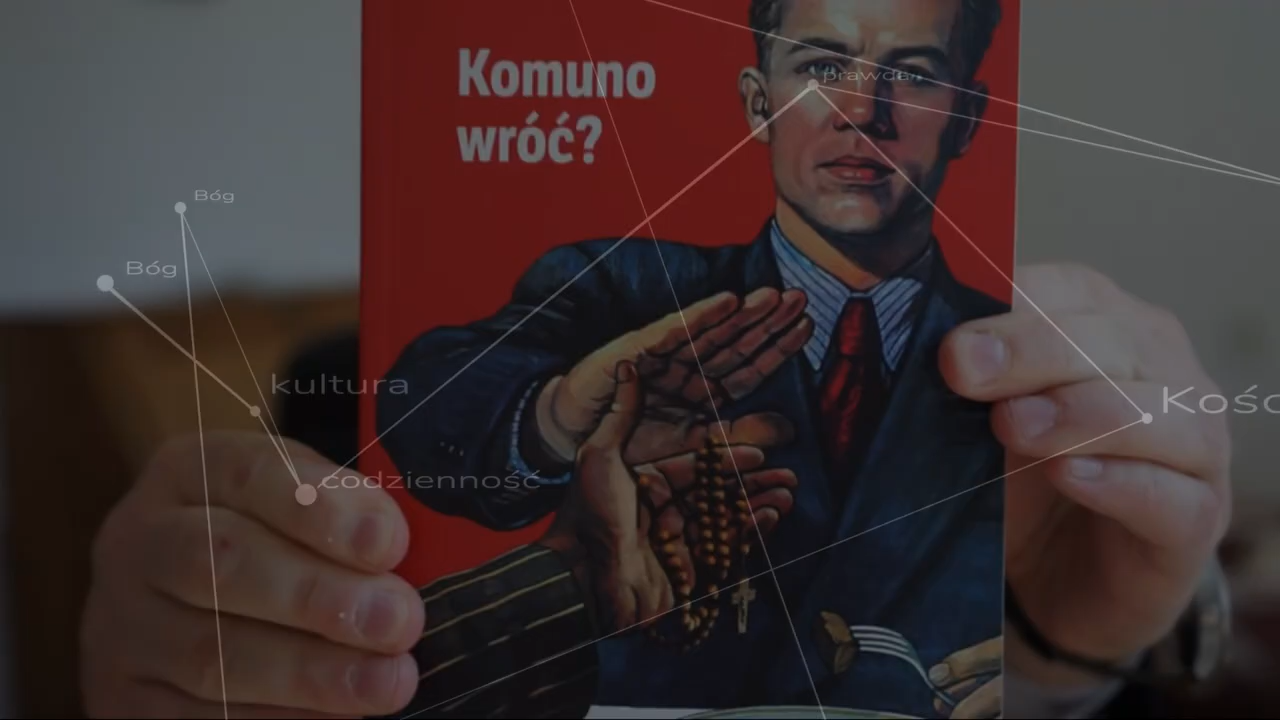 Komuno
wróć?
prawda
Bóg
Bóg
kultura
codzienność
Kośc